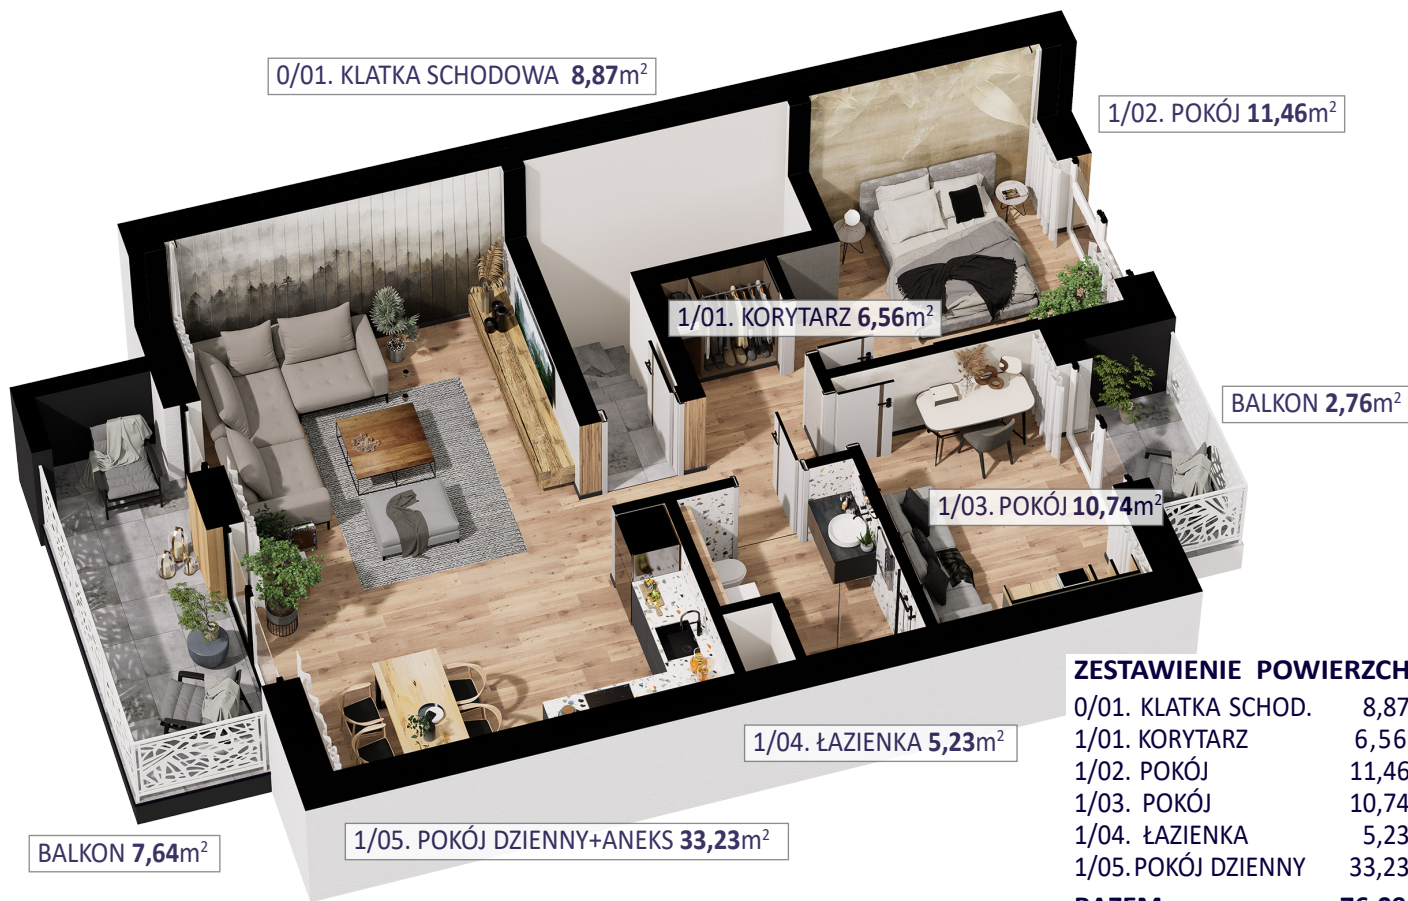 0/01. KLATKA SCHODOWA 8,87m²
1/02. POKÓJ 11,46m²
1/01. KORYTARZ 6,56m²
BALKON 2,76m²
1/03. POKÓJ 10,74m²
1/04. ŁAZIENKA 5,23m²
1/05. POKÓJ DZIENNY+ANEKS 33,23m²
BALKON 7,64m²
ZESTAWIENIE POWIERZCH
0/01. KLATKA SCHOD. 8,87
1/01. KORYTARZ 6,56
1/02. POKÓJ 11,46
1/03. POKÓJ 10,74
1/04. ŁAZIENKA 5,23
1/05. POKÓJ DZIENNY 33,23